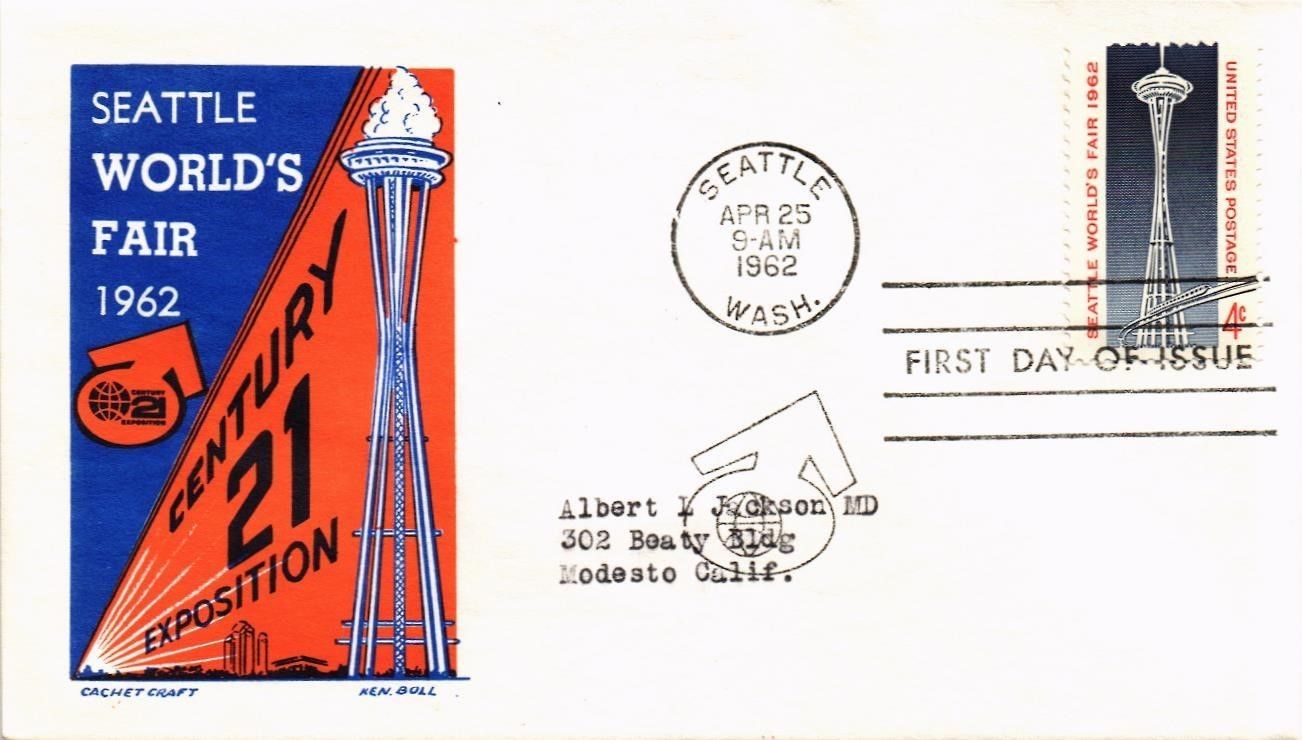 SEATTLE
WORLD'S
FAIR
1962
CENTURY
21
EXPOSITION
CENTURY
21
EXPOSITION
CACHET CRAFT
KEN. BOLL
SEATTLE
APR 25
9-AM
1962
WASH.
SEATTLE WORLD'S FAIR 1962
UNITED STATES POSTAGE
4c
FIRST DAY OF ISSUE
Albert L Jackson MD
302 Beaty Bldg
Modesto Calif.